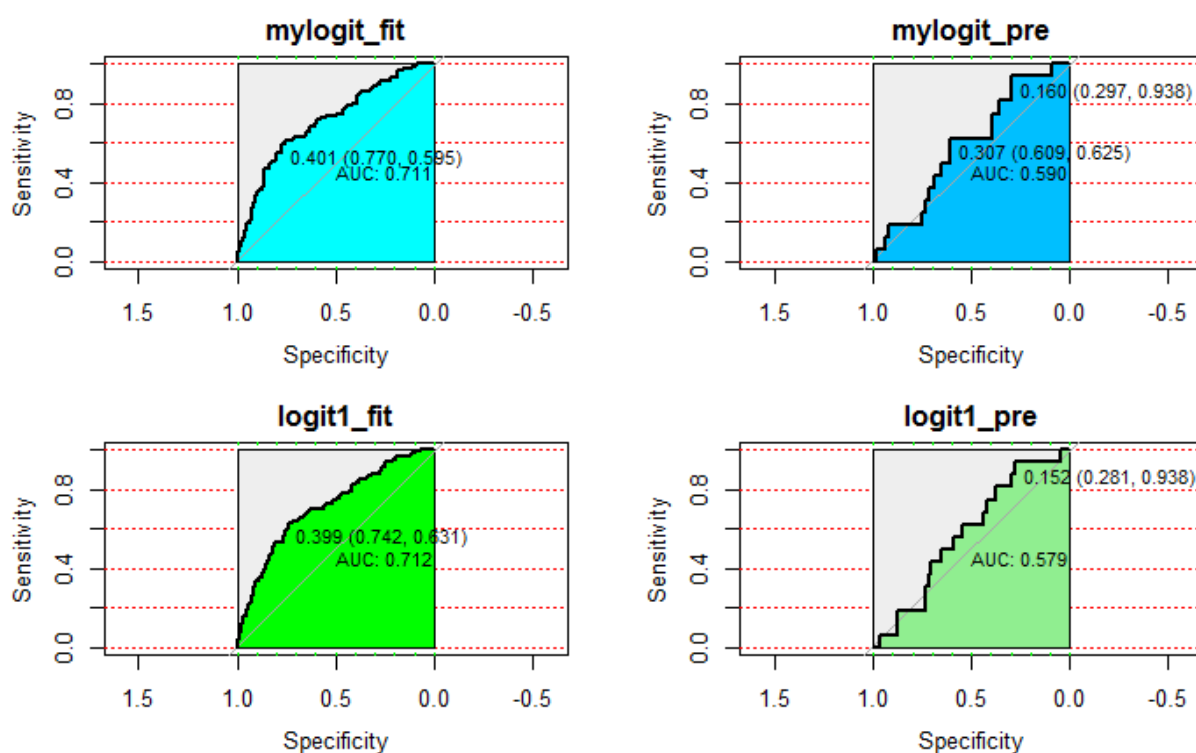 mylogit_fit
Sensitivity
0.0 0.4 0.8
0.401 (0.770, 0.595)
AUC: 0.711
1.5 1.0 0.5 0.0 -0.5
Specificity
mylogit_pre
Sensitivity
0.0 0.4 0.8
0.160 (0.297, 0.938)
0.307 (0.609, 0.625)
AUC: 0.590
1.5 1.0 0.5 0.0 -0.5
Specificity
logit1_fit
Sensitivity
0.0 0.4 0.8
0.399 (0.742, 0.631)
AUC: 0.712
1.5 1.0 0.5 0.0 -0.5
Specificity
logit1_pre
Sensitivity
0.0 0.4 0.8
0.152 (0.281, 0.938)
AUC: 0.579
1.5 1.0 0.5 0.0 -0.5
Specificity